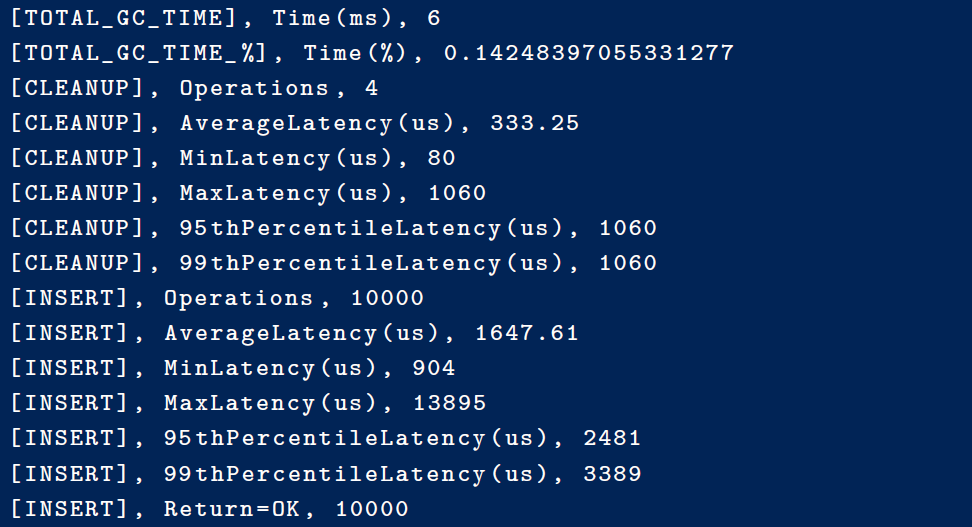 [TOTAL_GC_TIME], Time(ms), 6
[TOTAL_GC_TIME_%], Time(%), 0.14248397055331277
[CLEANUP], Operations, 4
[CLEANUP], AverageLatency(us), 333.25
[CLEANUP], MinLatency(us), 80
[CLEANUP], MaxLatency(us), 1060
[CLEANUP], 95thPercentileLatency(us), 1060
[CLEANUP], 99thPercentileLatency(us), 1060
[INSERT], Operations, 10000
[INSERT], AverageLatency(us), 1647.61
[INSERT], MinLatency(us), 904
[INSERT], MaxLatency(us), 13895
[INSERT], 95thPercentileLatency(us), 2481
[INSERT], 99thPercentileLatency(us), 3389
[INSERT], Return=OK, 10000